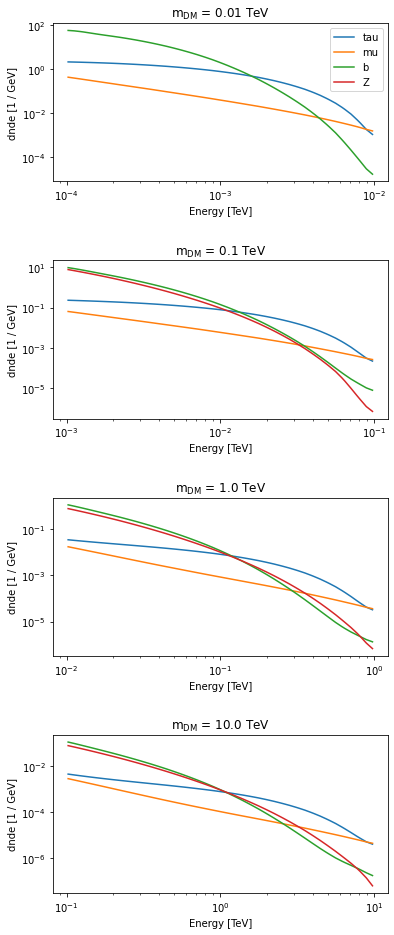 m_DM = 0.01 TeV
dnde [1 / GeV]
10^2
10^0
10^-2
10^-4
tau
mu
b
Z
10^-4 10^-3 10^-2
Energy [TeV]
m_DM = 0.1 TeV
dnde [1 / GeV]
10^1
10^-1
10^-3
10^-5
10^-3 10^-2 10^-1
Energy [TeV]
m_DM = 1.0 TeV
dnde [1 / GeV]
10^-1
10^-3
10^-5
10^-2 10^-1 10^0
Energy [TeV]
m_DM = 10.0 TeV
dnde [1 / GeV]
10^-2
10^-4
10^-6
10^-1 10^0 10^1
Energy [TeV]